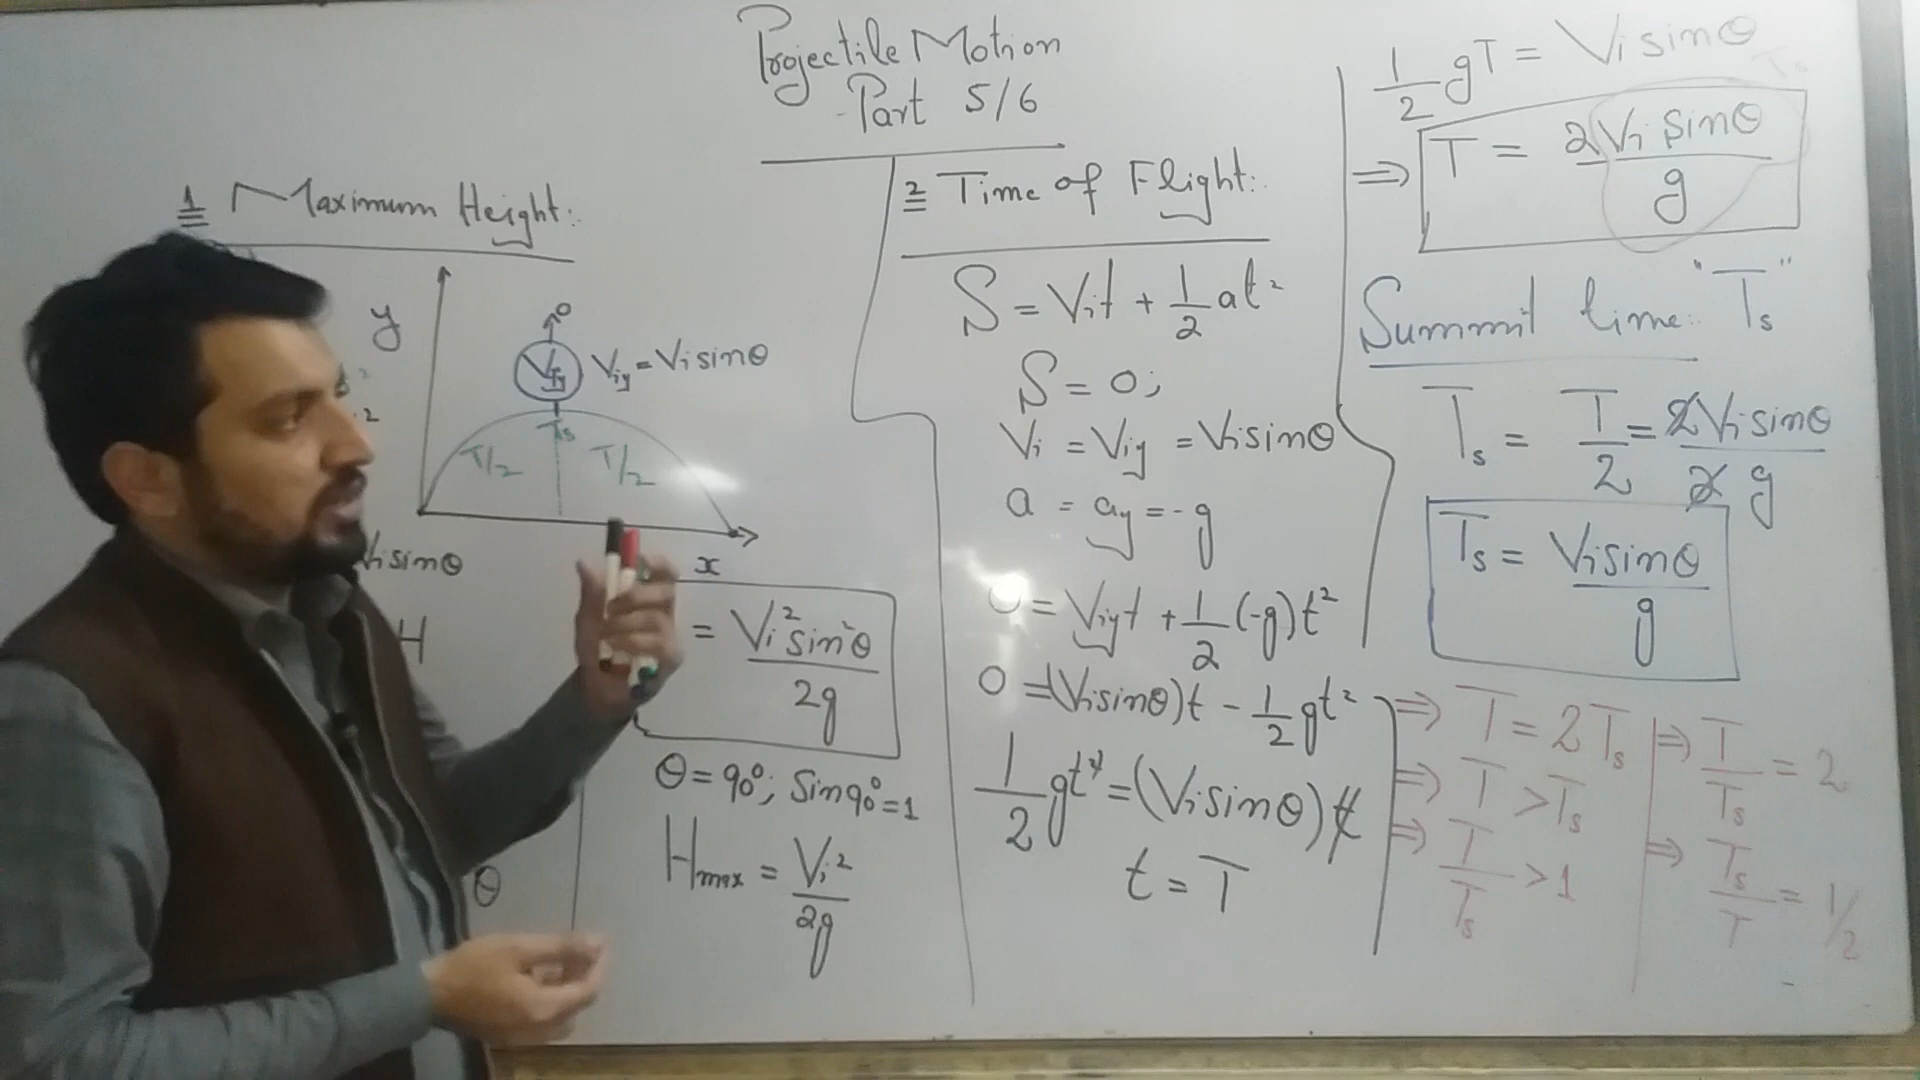 Projectile Motion
Part 5/6
1 Maximum Height:
y
0
Vfy
Viy = Vi sinθ
Ts
T/2
T/2
x
Vi sinθ
H
= Vi² sin²θ / 2g
θ = 90°; Sin90° = 1
Hmax = Vi² / 2g
θ
2 Time of Flight:
S = Vit + 1/2 at²
S = 0;
Vi = Viy = Vi sinθ
a = ay = -g
0 = Viyt + 1/2 (-g)t²
0 = (Vi sinθ)t - 1/2 gt²
1/2 gt² = (Vi sinθ) t
t = T
1/2 gT = Vi sinθ
Ts
⇒ T = 2Vi Sinθ / g
Summit time: "Ts"
Ts = T/2 = 2Vi sinθ / 2g
Ts = Vi sinθ / g
⇒ T = 2Ts
⇒ T > Ts
⇒ T/Ts > 1
⇒ T/Ts = 2
⇒ Ts/T = 1/2